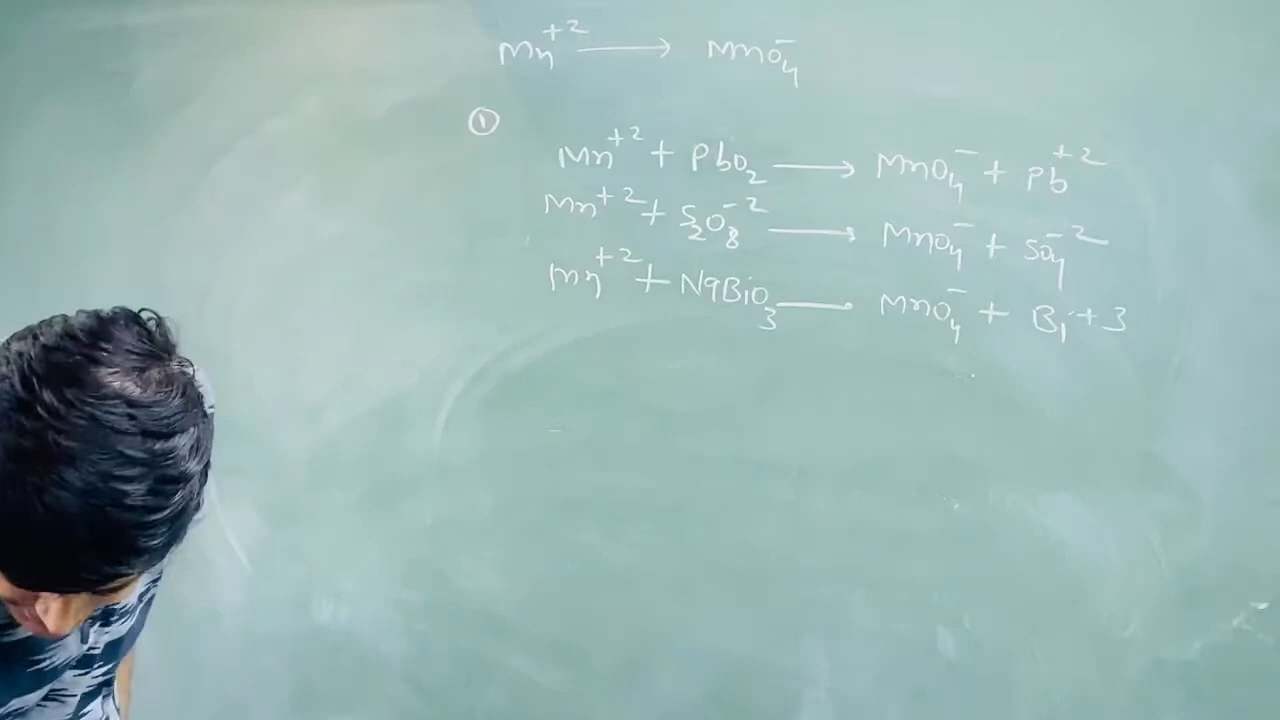 Mn⁺² ⟶ MnO₄⁻
①
Mn⁺² + PbO₂ ⟶ MnO₄⁻ + Pb⁺²
Mn⁺² + S₂O₈⁻² ⟶ MnO₄⁻ + SO₄⁻²
Mn⁺² + NaBiO₃ — MnO₄⁻ + Bi⁺³